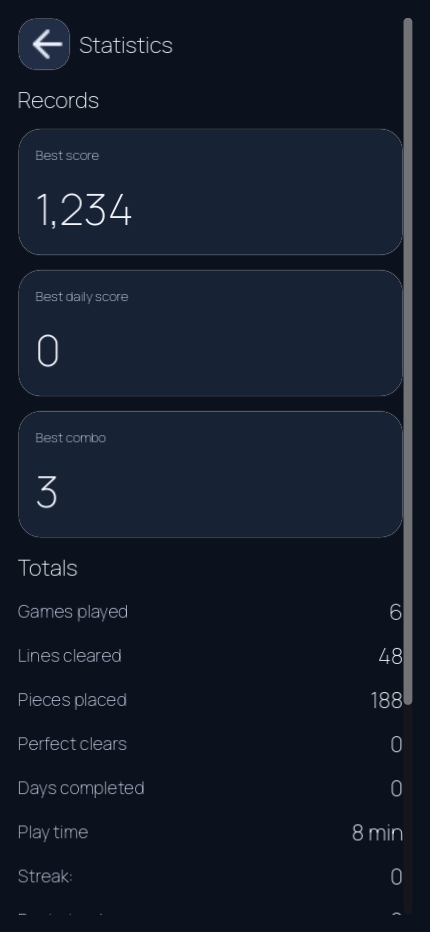 Statistics
Records
Best score
1,234
Best daily score
0
Best combo
3
Totals
Games played 6
Lines cleared 48
Pieces placed 188
Perfect clears 0
Days completed 0
Play time 8 min
Streak: 0